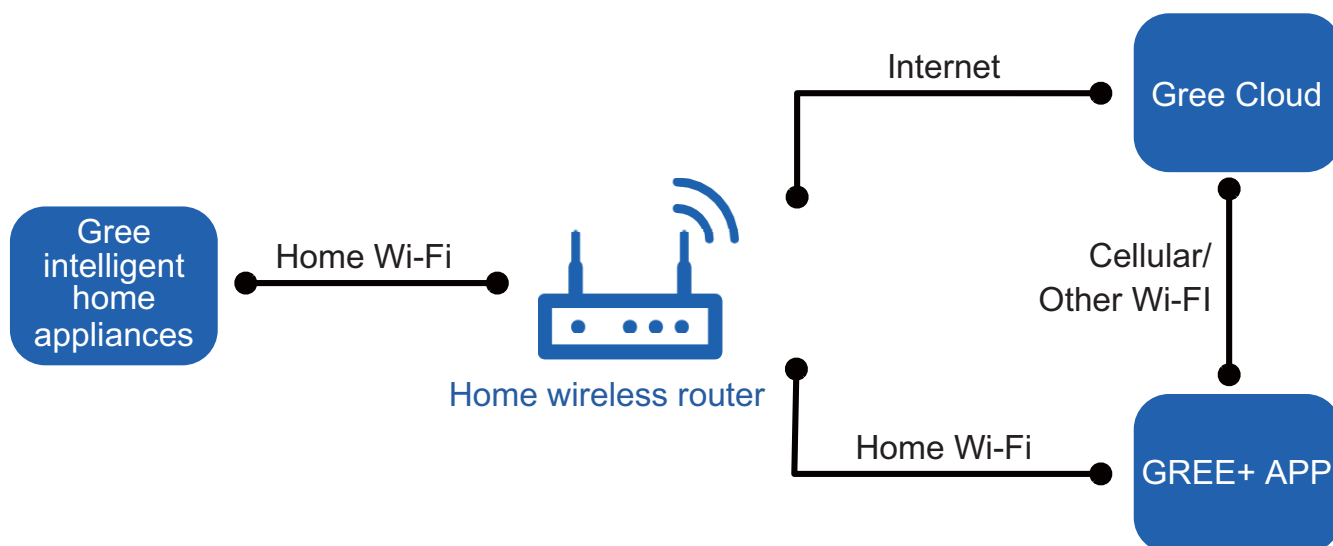 Internet
Gree Cloud
Gree
intelligent
home
appliances
Home Wi-Fi
Cellular/
Other Wi-FI
Home wireless router
Home Wi-Fi
GREE+ APP